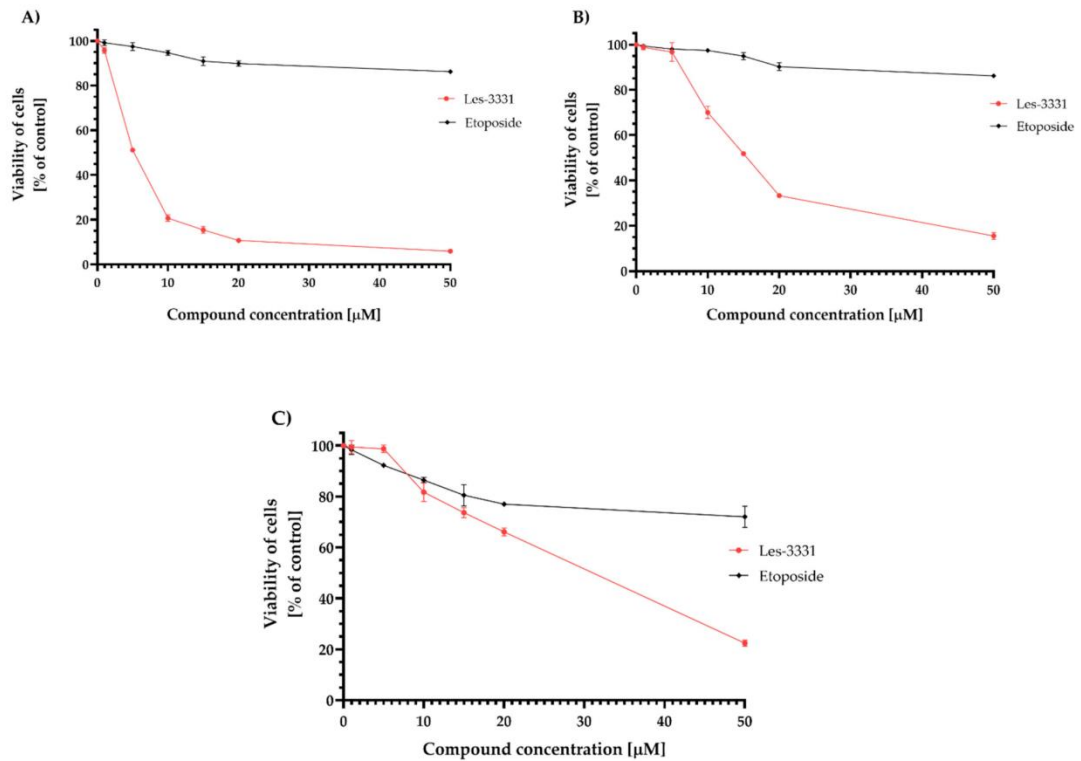 A)
Viability of cells
[% of control]
100
80
60
40
20
0
0 10 20 30 40 50
Compound concentration [μM]
Les-3331
Etoposide
B)
Viability of cells
[% of control]
100
80
60
40
20
0
0 10 20 30 40 50
Compound concentration [μM]
Les-3331
Etoposide
C)
Viability of cells
[% of control]
100
80
60
40
20
0
0 10 20 30 40 50
Compound concentration [μM]
Les-3331
Etoposide